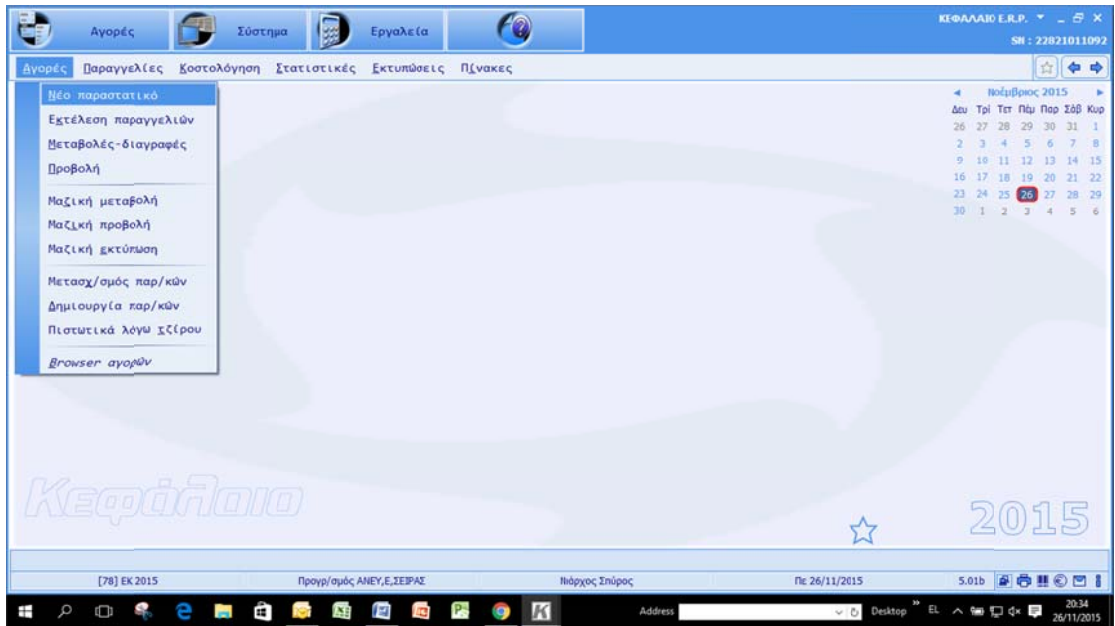 Αγορές Σύστημα Εργαλεία ΚΕΦΑΛΑΙΟ E.R.P.
SN : 22821011092
Αγορές Παραγγελίες Κοστολόγηση Στατιστικές Εκτυπώσεις Πίνακες
Νέο παραστατικό
Εκτέλεση παραγγελιών
Μεταβολές-διαγραφές
Προβολή
Μαζική μεταβολή
Μαζική προβολή
Μαζική εκτύπωση
Μετασχ/σμός παρ/κών
Δημιουργία παρ/κών
Πιστωτικά λόγω τζίρου
Browser αγορών
Νοέμβριος 2015
Δευ Τρί Τετ Πέμ Παρ Σάβ Κυρ
26 27 28 29 30 31 1
2 3 4 5 6 7 8
9 10 11 12 13 14 15
16 17 18 19 20 21 22
23 24 25 26 27 28 29
30 1 2 3 4 5 6
Κεφάλαιο
2015
[78] ΕΚ 2015 Προγρ/σμός ΑΝΕΥ,Ε,ΣΕΙΡΑΣ Νιάρχος Σπύρος Πε 26/11/2015 5.01b
Address Desktop EL 20:34
26/11/2015